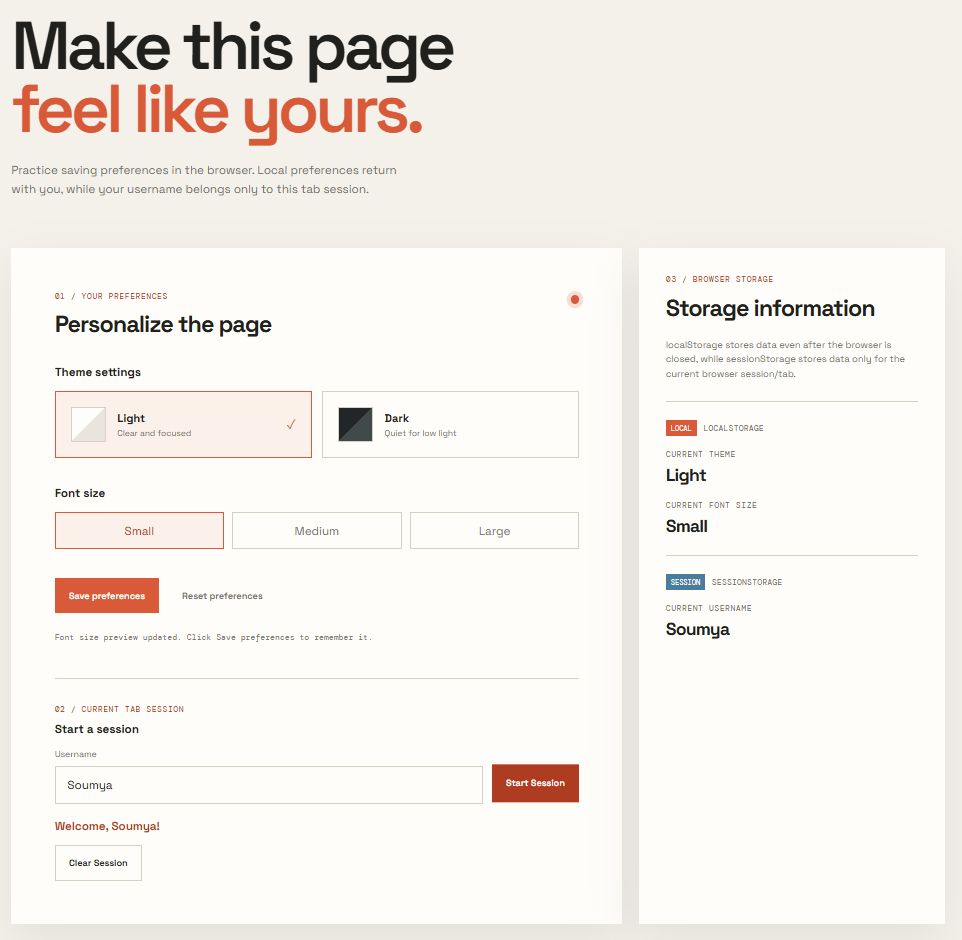 Make this page
feel like yours.
Practice saving preferences in the browser. Local preferences return
with you, while your username belongs only to this tab session.
01 / YOUR PREFERENCES
Personalize the page
Theme settings
Light
Clear and focused
✓
Dark
Quiet for low light
Font size
Small
Medium
Large
Save preferences
Reset preferences
Font size preview updated. Click Save preferences to remember it.
02 / CURRENT TAB SESSION
Start a session
Username
Soumya
Start Session
Welcome, Soumya!
Clear Session
03 / BROWSER STORAGE
Storage information
localStorage stores data even after the browser is
closed, while sessionStorage stores data only for the
current browser session/tab.
LOCAL LOCALSTORAGE
CURRENT THEME
Light
CURRENT FONT SIZE
Small
SESSION SESSIONSTORAGE
CURRENT USERNAME
Soumya